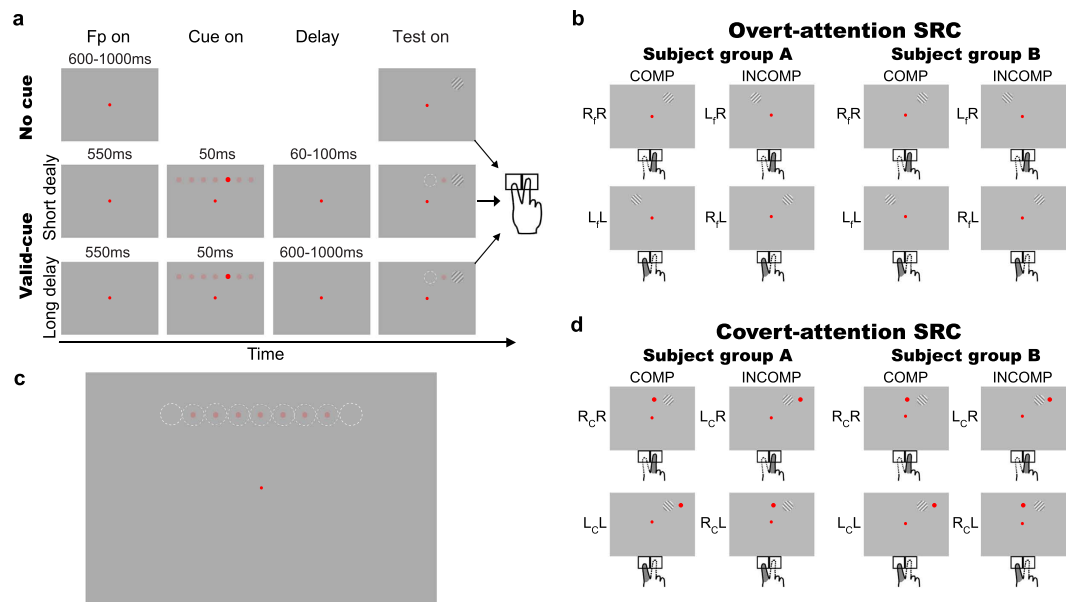 a
Fp on Cue on Delay Test on
600-1000ms
No cue
550ms 50ms 60-100ms
Short dealy
Valid-cue
550ms 50ms 600-1000ms
Long delay
Time
b
Overt-attention SRC
Subject group A Subject group B
COMP INCOMP COMP INCOMP
RfR LfR RfR LfR
LfL RfL LfL RfL
c
d
Covert-attention SRC
Subject group A Subject group B
COMP INCOMP COMP INCOMP
RCR LCR RCR LCR
LCL RCL LCL RCL